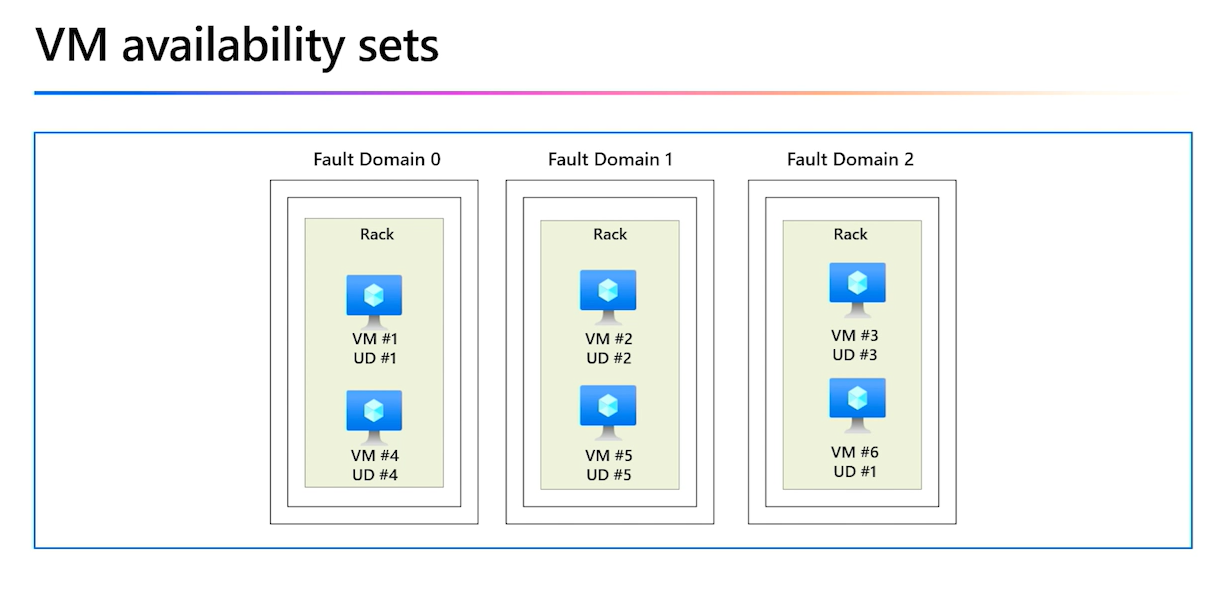 VM availability sets
Fault Domain 0
Fault Domain 1
Fault Domain 2
Rack
VM #1
UD #1
VM #4
UD #4
Rack
VM #2
UD #2
VM #5
UD #5
Rack
VM #3
UD #3
VM #6
UD #1